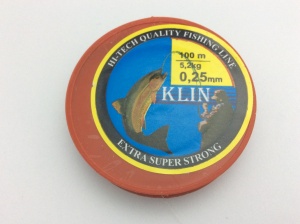 HI-TECH QUALITY FISHING LINE
100 m
5,2kg
0,25mm
KLIN
EXTRA SUPER STRONG